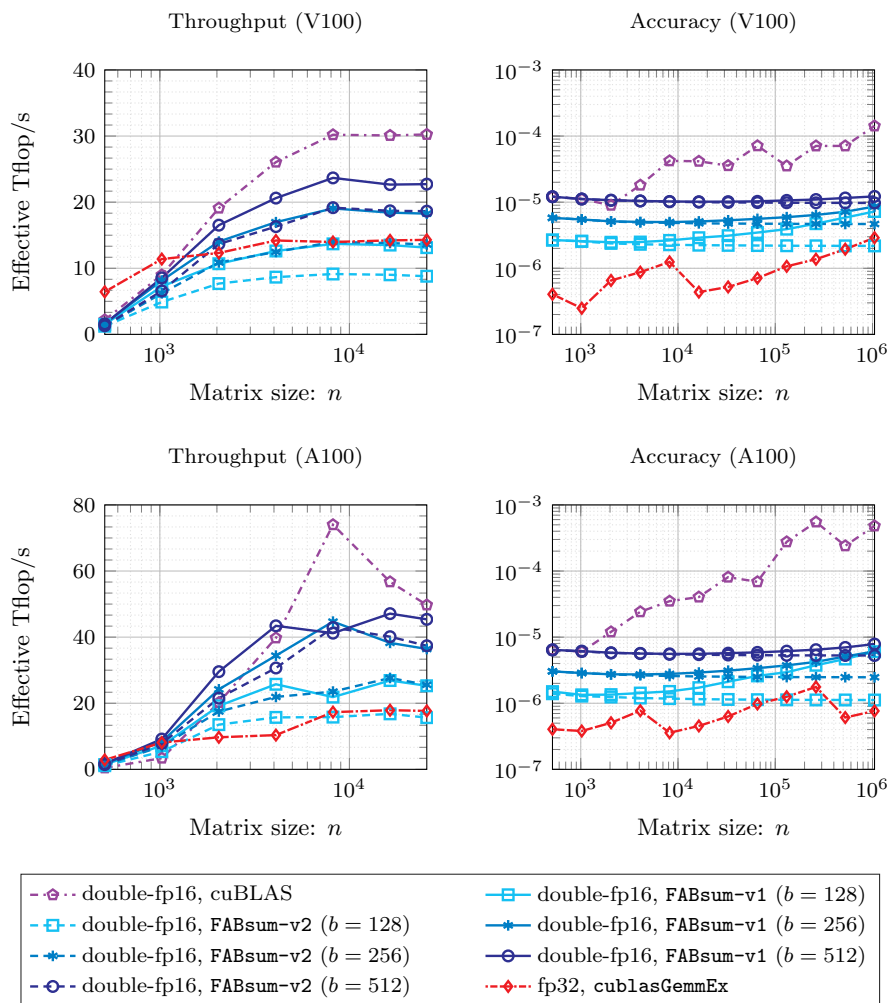 Throughput (V100)
Accuracy (V100)
Effective Tflop/s
40
30
20
10
0
10^3
10^4
Matrix size: n
10^−3
10^−4
10^−5
10^−6
10^−7
10^3
10^4
10^5
10^6
Matrix size: n
Throughput (A100)
Accuracy (A100)
Effective Tflop/s
80
60
40
20
0
10^3
10^4
Matrix size: n
10^−3
10^−4
10^−5
10^−6
10^−7
10^3
10^4
10^5
10^6
Matrix size: n
double-fp16, cuBLAS
double-fp16, FABsum-v2 (b = 128)
double-fp16, FABsum-v2 (b = 256)
double-fp16, FABsum-v2 (b = 512)
double-fp16, FABsum-v1 (b = 128)
double-fp16, FABsum-v1 (b = 256)
double-fp16, FABsum-v1 (b = 512)
fp32, cublasGemmEx